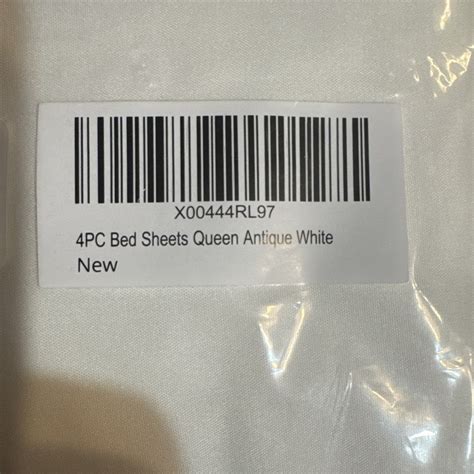 X00444RL97
4PC Bed Sheets Queen Antique White
New